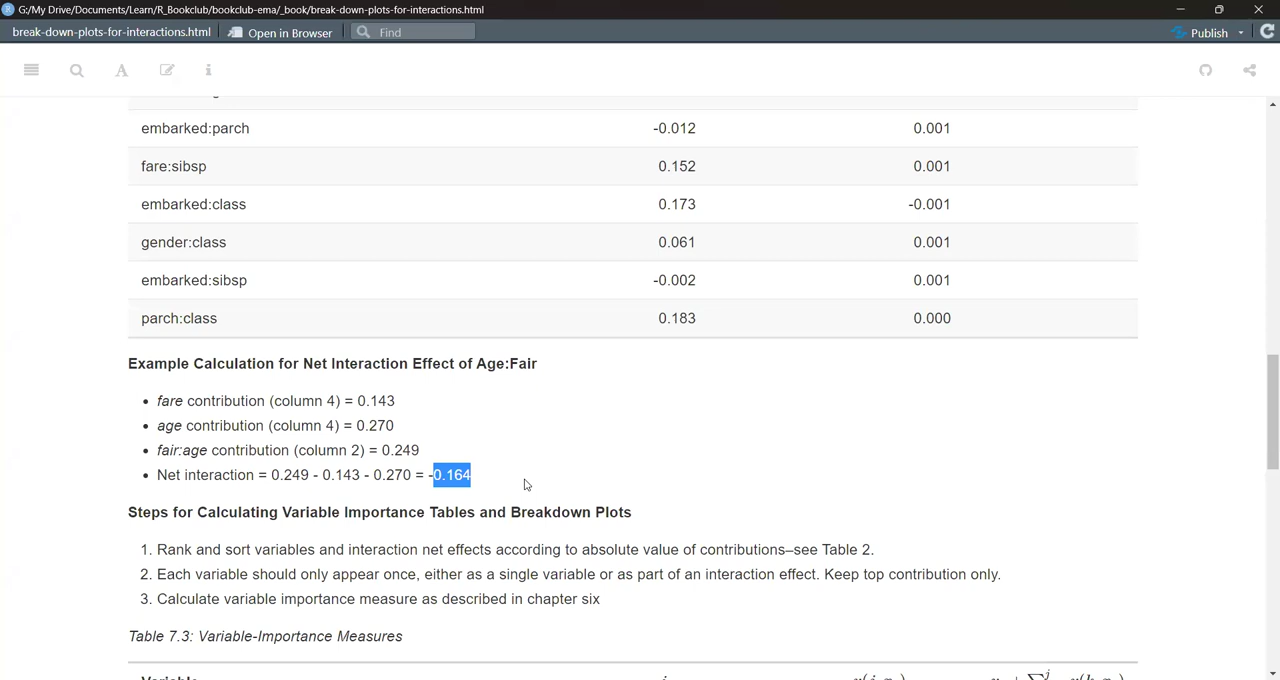 G:/My Drive/Documents/Learn/R_Bookclub/bookclub-ema/_book/break-down-plots-for-interactions.html
break-down-plots-for-interactions.html Open in Browser Find Publish
embarked:parch -0.012 0.001
fare:sibsp 0.152 0.001
embarked:class 0.173 -0.001
gender:class 0.061 0.001
embarked:sibsp -0.002 0.001
parch:class 0.183 0.000
Example Calculation for Net Interaction Effect of Age:Fair
• fare contribution (column 4) = 0.143
• age contribution (column 4) = 0.270
• fair:age contribution (column 2) = 0.249
• Net interaction = 0.249 - 0.143 - 0.270 = -0.164
Steps for Calculating Variable Importance Tables and Breakdown Plots
1. Rank and sort variables and interaction net effects according to absolute value of contributions–see Table 2.
2. Each variable should only appear once, either as a single variable or as part of an interaction effect. Keep top contribution only.
3. Calculate variable importance measure as described in chapter six
Table 7.3: Variable-Importance Measures
Variable